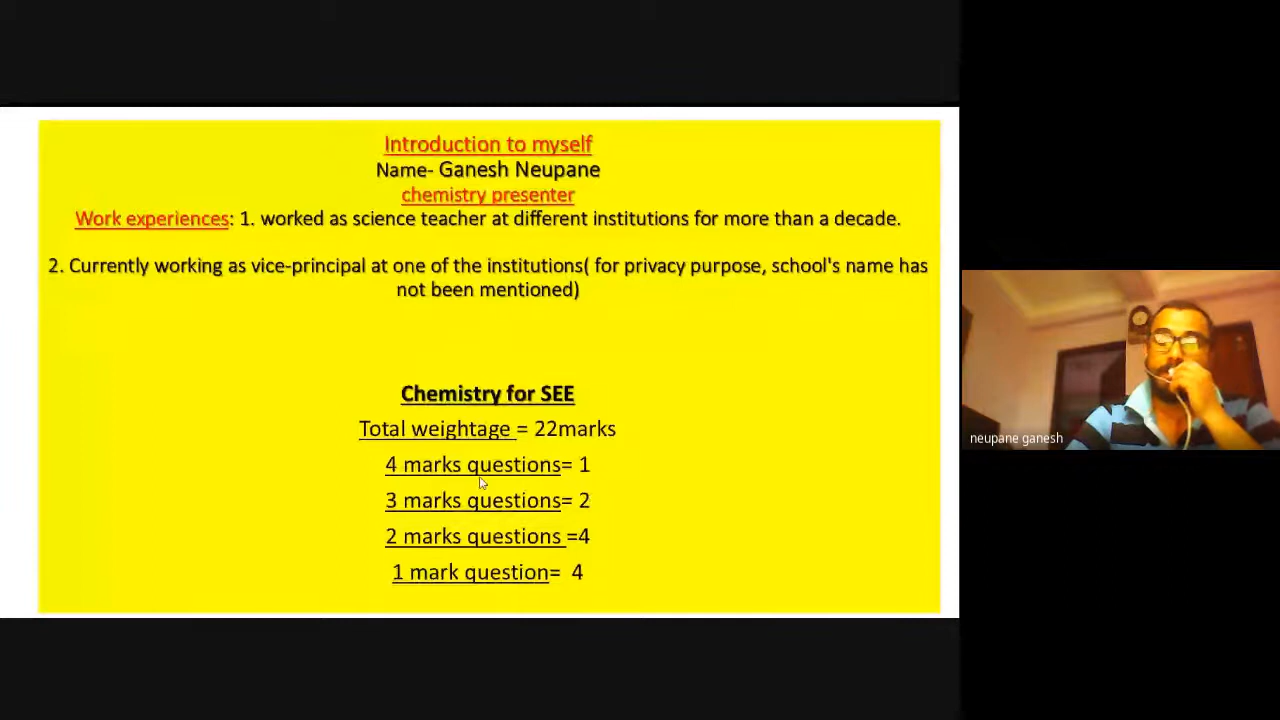 Introduction to myself
Name- Ganesh Neupane
chemistry presenter
Work experiences: 1. worked as science teacher at different institutions for more than a decade.
2. Currently working as vice-principal at one of the institutions( for privacy purpose, school's name has
not been mentioned)
Chemistry for SEE
Total weightage = 22marks
4 marks questions= 1
3 marks questions= 2
2 marks questions =4
1 mark question=  4
neupane ganesh